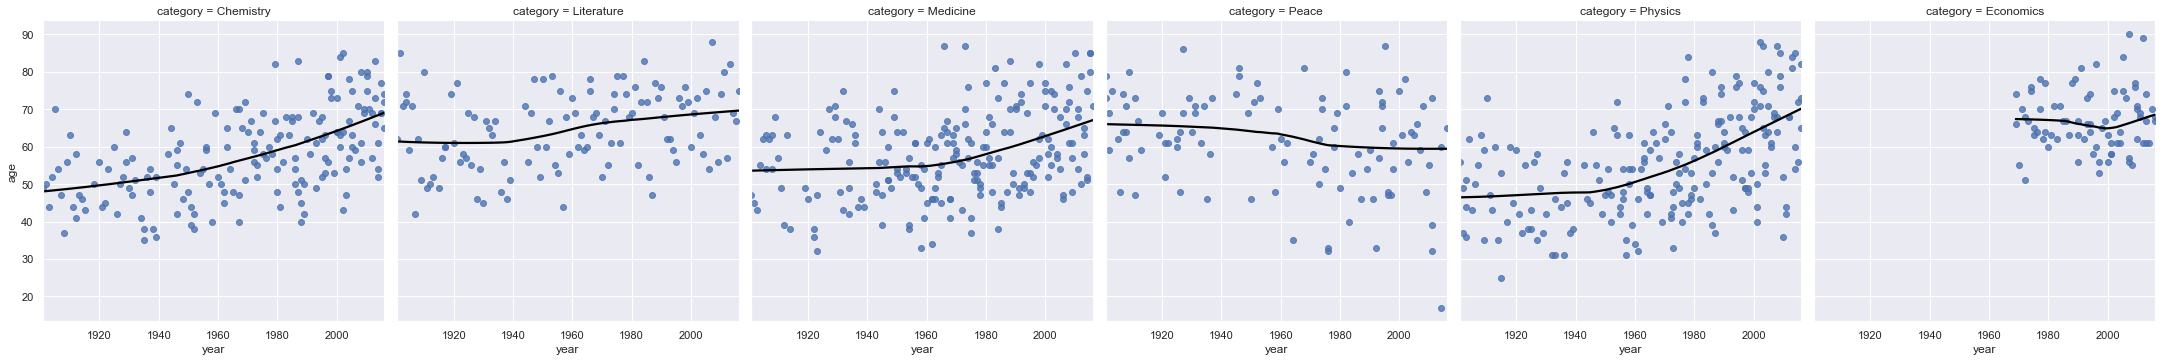 category = Chemistry
category = Literature
category = Medicine
category = Peace
category = Physics
category = Economics
90
80
70
60
50
40
30
20
age
1920 1940 1960 1980 2000
1920 1940 1960 1980 2000
1920 1940 1960 1980 2000
1920 1940 1960 1980 2000
1920 1940 1960 1980 2000
1920 1940 1960 1980 2000
year
year
year
year
year
year